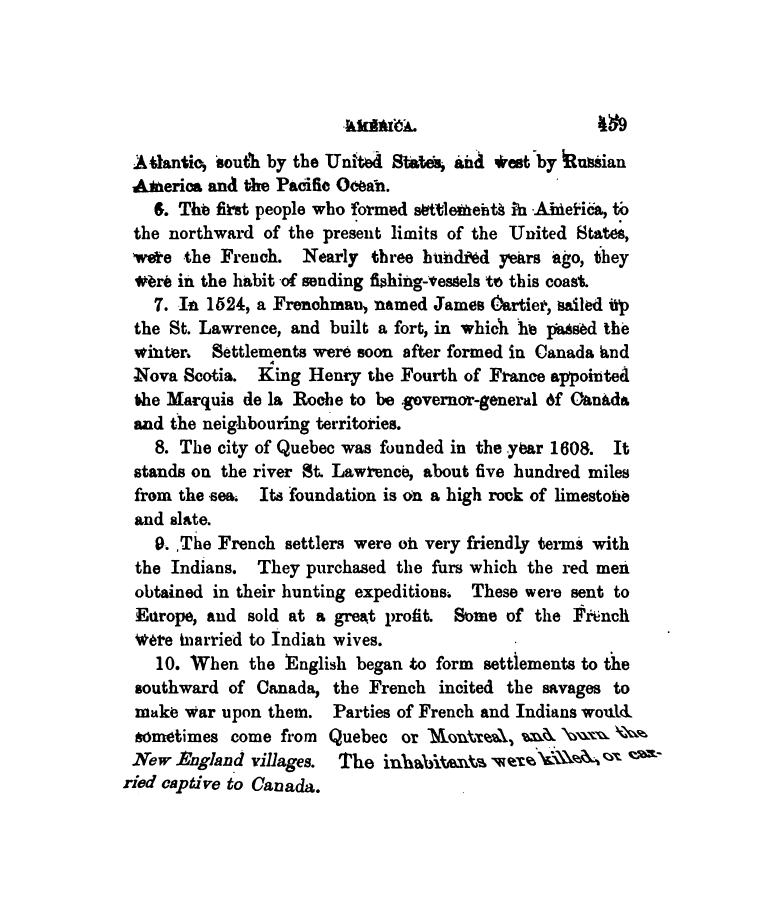 AMERICA. 459
Atlantic, south by the United States, and west by Russian
America and the Pacific Ocean.
6. The first people who formed settlements in America, to
the northward of the present limits of the United States,
were the French. Nearly three hundred years ago, they
were in the habit of sending fishing-vessels to this coast.
7. In 1524, a Frenchman, named James Cartier, sailed up
the St. Lawrence, and built a fort, in which he passed the
winter. Settlements were soon after formed in Canada and
Nova Scotia. King Henry the Fourth of France appointed
the Marquis de la Roche to be governor-general of Canada
and the neighbouring territories.
8. The city of Quebec was founded in the year 1608. It
stands on the river St. Lawrence, about five hundred miles
from the sea. Its foundation is on a high rock of limestone
and slate.
9. The French settlers were on very friendly terms with
the Indians. They purchased the furs which the red men
obtained in their hunting expeditions. These were sent to
Europe, and sold at a great profit. Some of the French
were married to Indian wives.
10. When the English began to form settlements to the
southward of Canada, the French incited the savages to
make war upon them. Parties of French and Indians would
sometimes come from Quebec or Montreal, and burn the
New England villages. The inhabitants were killed, or car-
ried captive to Canada.